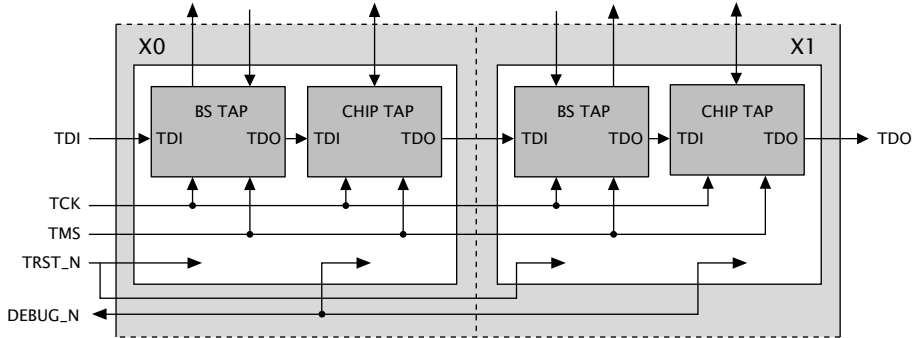 X0
X1
BS TAP
CHIP TAP
BS TAP
CHIP TAP
TDI
TDI
TDO
TDI
TDO
TDI
TDO
TDI
TDO
TDO
TCK
TMS
TRST_N
DEBUG_N